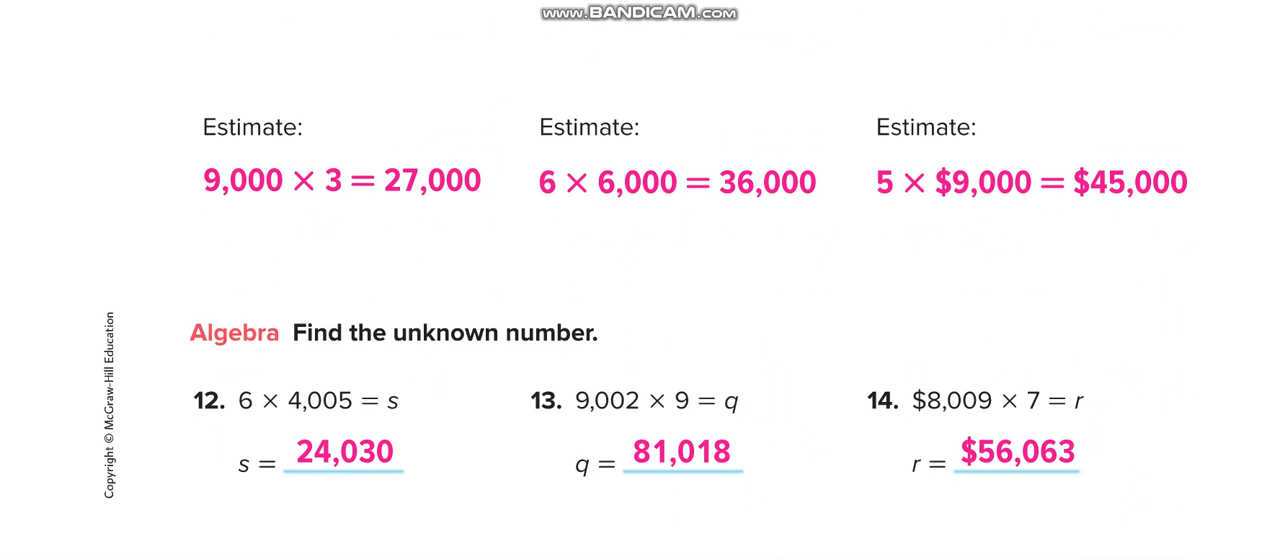 www.BANDICAM.com
Estimate: Estimate: Estimate:
9,000 × 3 = 27,000 6 × 6,000 = 36,000 5 × $9,000 = $45,000
Copyright © McGraw-Hill Education
Algebra Find the unknown number.
12. 6 × 4,005 = s 13. 9,002 × 9 = q 14. $8,009 × 7 = r
s = 24,030 q = 81,018 r = $56,063